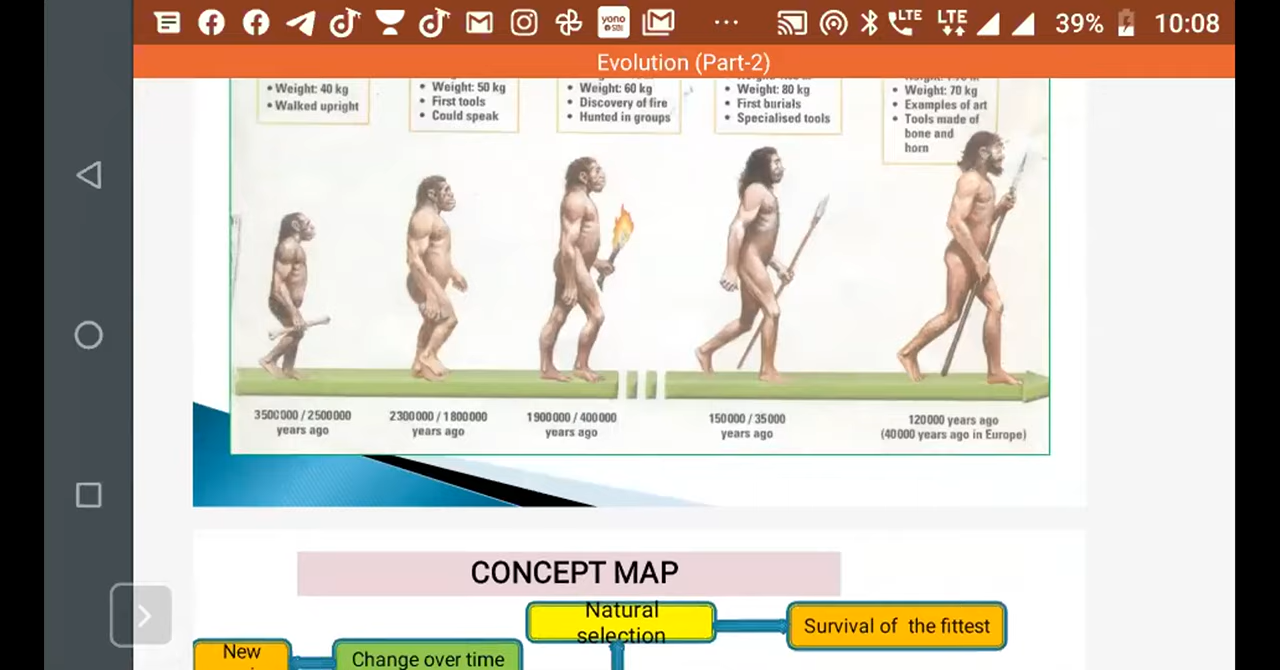 yono
SBI
LTE
LTE
39%
10:08
Evolution (Part-2)
• Weight: 40 kg
• Walked upright
• Weight: 50 kg
• First tools
• Could speak
• Weight: 60 kg
• Discovery of fire
• Hunted in groups
• Weight: 80 kg
• First burials
• Specialised tools
• Weight: 70 kg
• Examples of art
• Tools made of
bone and
horn
3500000 / 2500000
years ago
2300000 / 1800000
years ago
1900000 / 400000
years ago
150000 / 35000
years ago
120000 years ago
(40000 years ago in Europe)
CONCEPT MAP
Natural
selection
Survival of the fittest
New
Change over time